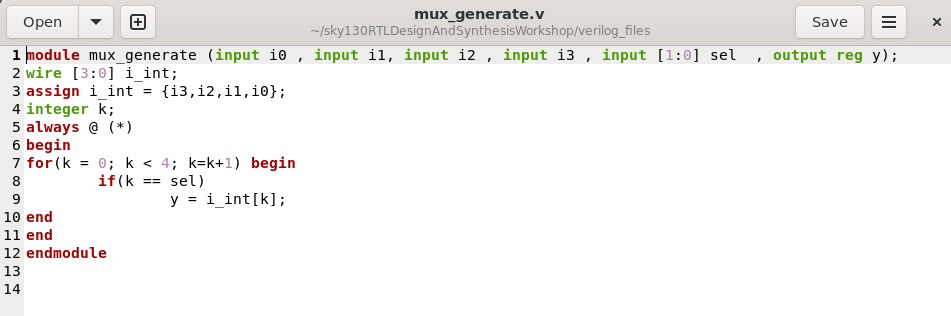 Open
mux_generate.v
~/sky130RTLDesignAndSynthesisWorkshop/verilog_files
Save
1 module mux_generate (input i0 , input i1, input i2 , input i3 , input [1:0] sel  , output reg y);
2 wire [3:0] i_int;
3 assign i_int = {i3,i2,i1,i0};
4 integer k;
5 always @ (*)
6 begin
7 for(k = 0; k < 4; k=k+1) begin
8         if(k == sel)
9                 y = i_int[k];
10 end
11 end
12 endmodule
13
14